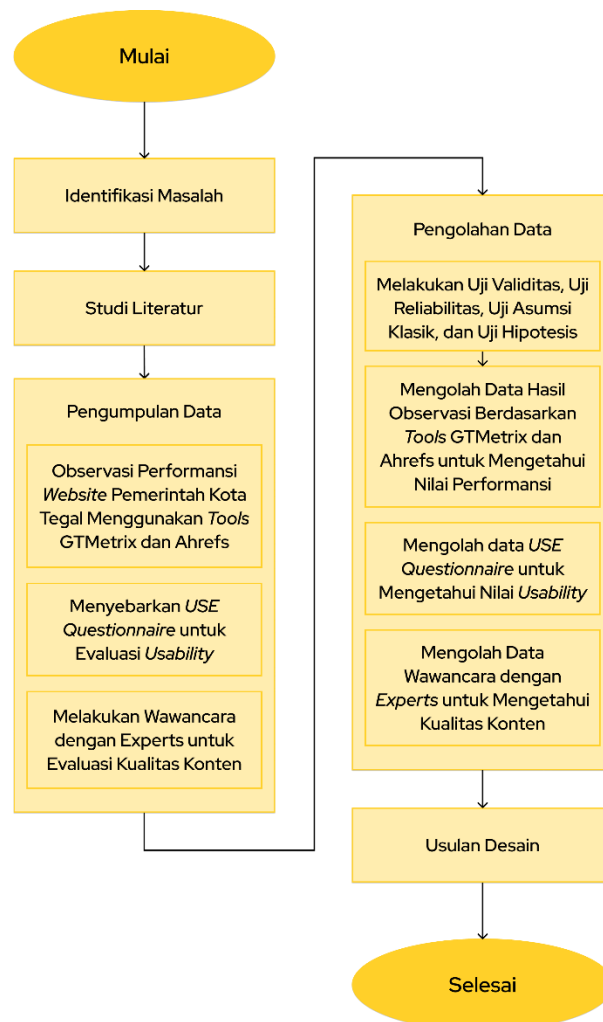 Mulai
Identifikasi Masalah
Studi Literatur
Pengumpulan Data
Observasi Performansi
Website Pemerintah Kota
Tegal Menggunakan Tools
GTMetrix dan Ahrefs
Menyebarkan USE
Questionnaire untuk
Evaluasi Usability
Melakukan Wawancara
dengan Experts untuk
Evaluasi Kualitas Konten
Pengolahan Data
Melakukan Uji Validitas, Uji
Reliabilitas, Uji Asumsi
Klasik, dan Uji Hipotesis
Mengolah Data Hasil
Observasi Berdasarkan
Tools GTMetrix dan
Ahrefs untuk Mengetahui
Nilai Performansi
Mengolah data USE
Questionnaire untuk
Mengetahui Nilai Usability
Mengolah Data
Wawancara dengan
Experts untuk Mengetahui
Kualitas Konten
Usulan Desain
Selesai